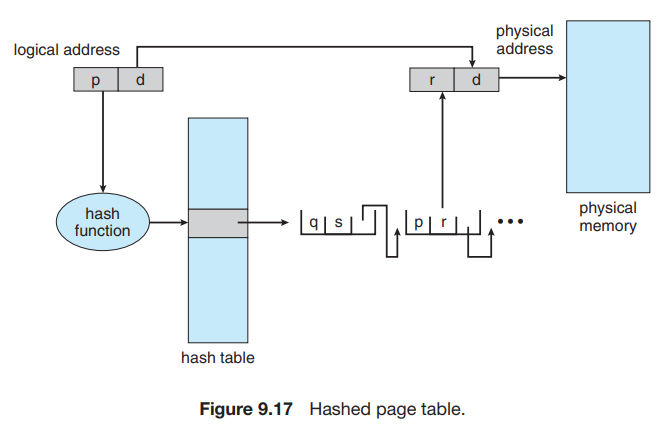 logical address
physical
address
p d
r d
hash
function
q s
p r
•••
physical
memory
hash table
Figure 9.17 Hashed page table.